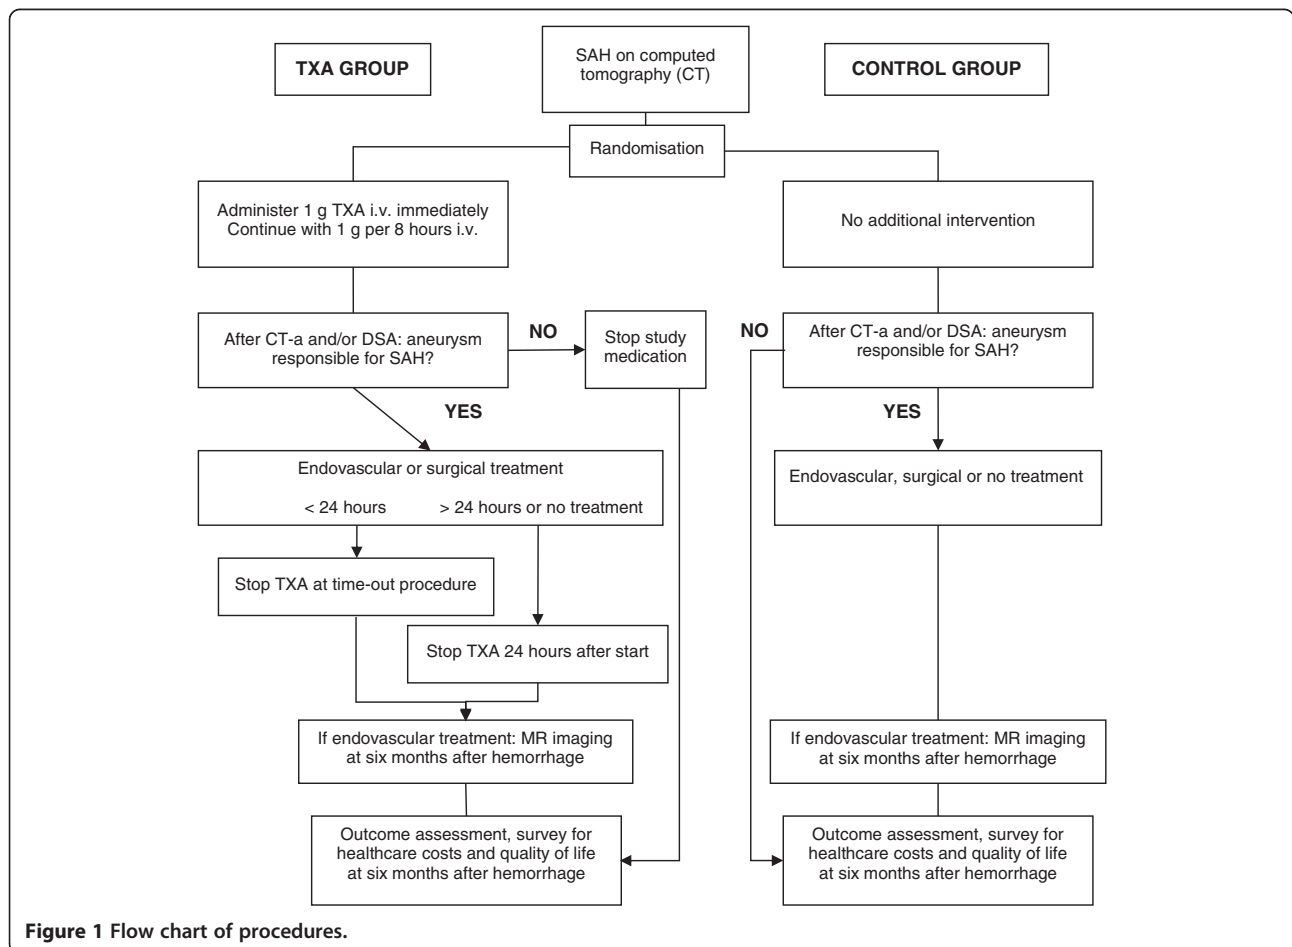 TXA GROUP
SAH on computed
tomography (CT)
CONTROL GROUP
Randomisation
Administer 1 g TXA i.v. immediately
Continue with 1 g per 8 hours i.v.
No additional intervention
After CT-a and/or DSA: aneurysm
responsible for SAH?
NO
Stop study
medication
NO
After CT-a and/or DSA: aneurysm
responsible for SAH?
YES
YES
Endovascular or surgical treatment
< 24 hours
> 24 hours or no treatment
Endovascular, surgical or no treatment
Stop TXA at time-out procedure
Stop TXA 24 hours after start
If endovascular treatment: MR imaging
at six months after hemorrhage
If endovascular treatment: MR imaging
at six months after hemorrhage
Outcome assessment, survey for
healthcare costs and quality of life
at six months after hemorrhage
Outcome assessment, survey for
healthcare costs and quality of life
at six months after hemorrhage
Figure 1 Flow chart of procedures.